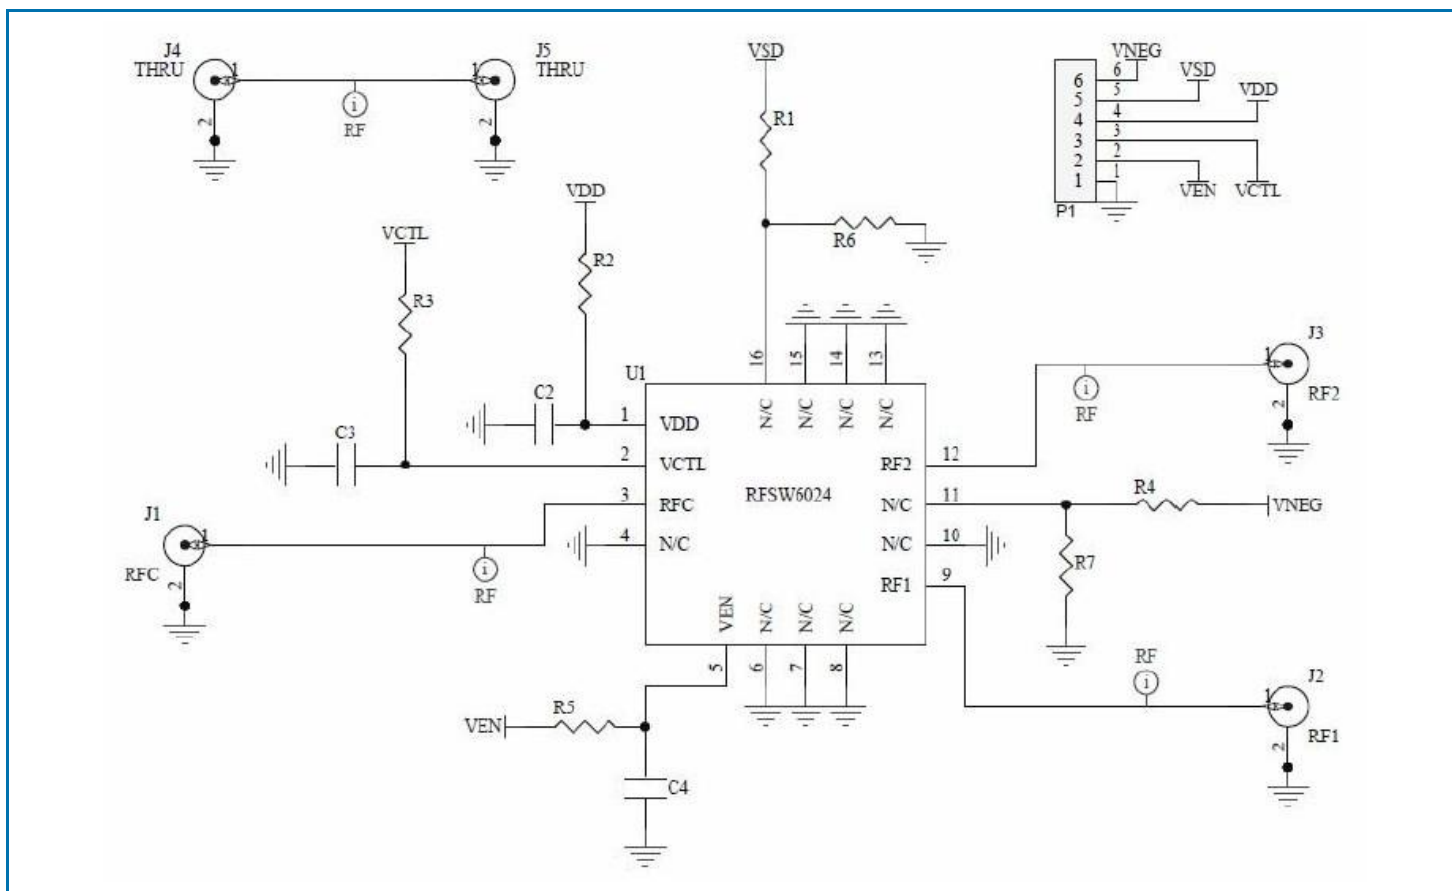 J4
THRU
1
2
i
RF
J5
THRU
1
2
VSD
R1
R6
VNEG
VSD
VDD
6 6
5 5
4 4
3 3
2 2
1 1
VEN
VCTL
P1
VDD
R2
VCTL
R3
C2
C3
U1
16
15
14
13
N/C
N/C
N/C
N/C
1 VDD
2 VCTL
3 RFC
4 N/C
RFSW6024
RF2 12
N/C 11
N/C 10
RF1 9
VEN
N/C
N/C
N/C
5
6
7
8
J1
RFC
1
2
i
RF
J3
RF2
1
2
i
RF
R4
VNEG
R7
RF
i
J2
RF1
1
2
VEN
R5
C4